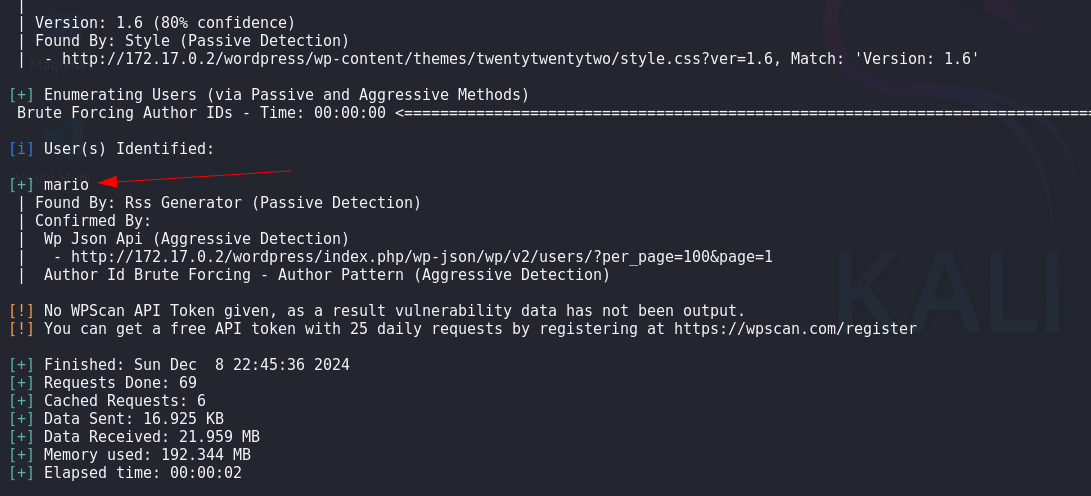 |
| Version: 1.6 (80% confidence)
| Found By: Style (Passive Detection)
|  - http://172.17.0.2/wordpress/wp-content/themes/twentytwentytwo/style.css?ver=1.6, Match: 'Version: 1.6'
[+] Enumerating Users (via Passive and Aggressive Methods)
Brute Forcing Author IDs - Time: 00:00:00 <============================================================================
[i] User(s) Identified:
[+] mario
| Found By: Rss Generator (Passive Detection)
| Confirmed By:
|  Wp Json Api (Aggressive Detection)
|   - http://172.17.0.2/wordpress/index.php/wp-json/wp/v2/users/?per_page=100&page=1
|  Author Id Brute Forcing - Author Pattern (Aggressive Detection)
KALI
[!] No WPScan API Token given, as a result vulnerability data has not been output.
[!] You can get a free API token with 25 daily requests by registering at https://wpscan.com/register
[+] Finished: Sun Dec  8 22:45:36 2024
[+] Requests Done: 69
[+] Cached Requests: 6
[+] Data Sent: 16.925 KB
[+] Data Received: 21.959 MB
[+] Memory used: 192.344 MB
[+] Elapsed time: 00:00:02